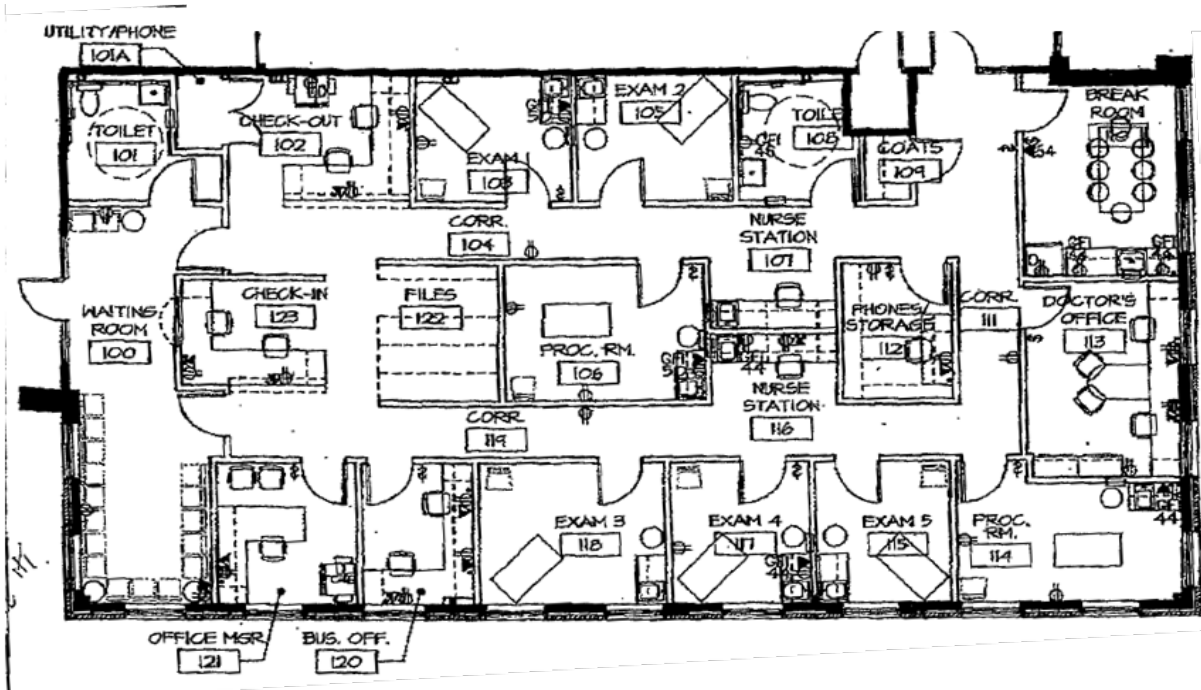 UTILITY/PHONE
101A
TOILET
101
CHECK-OUT
102
EXAM 1
103
EXAM 2
105
TOILE
108
COATS
109
BREAK
ROOM
CORR.
104
NURSE
STATION
107
WAITING
ROOM
100
CHECK-IN
123
FILES
122
PROC. RM.
106
PHONES/
STORAGE
112
CORR.
111
DOCTOR'S
OFFICE
113
NURSE
STATION
116
CORR.
119
EXAM 3
118
EXAM 4
117
EXAM 5
115
PROC.
RM.
114
OFFICE MGR.
121
BUS. OFF.
120
GFI
44